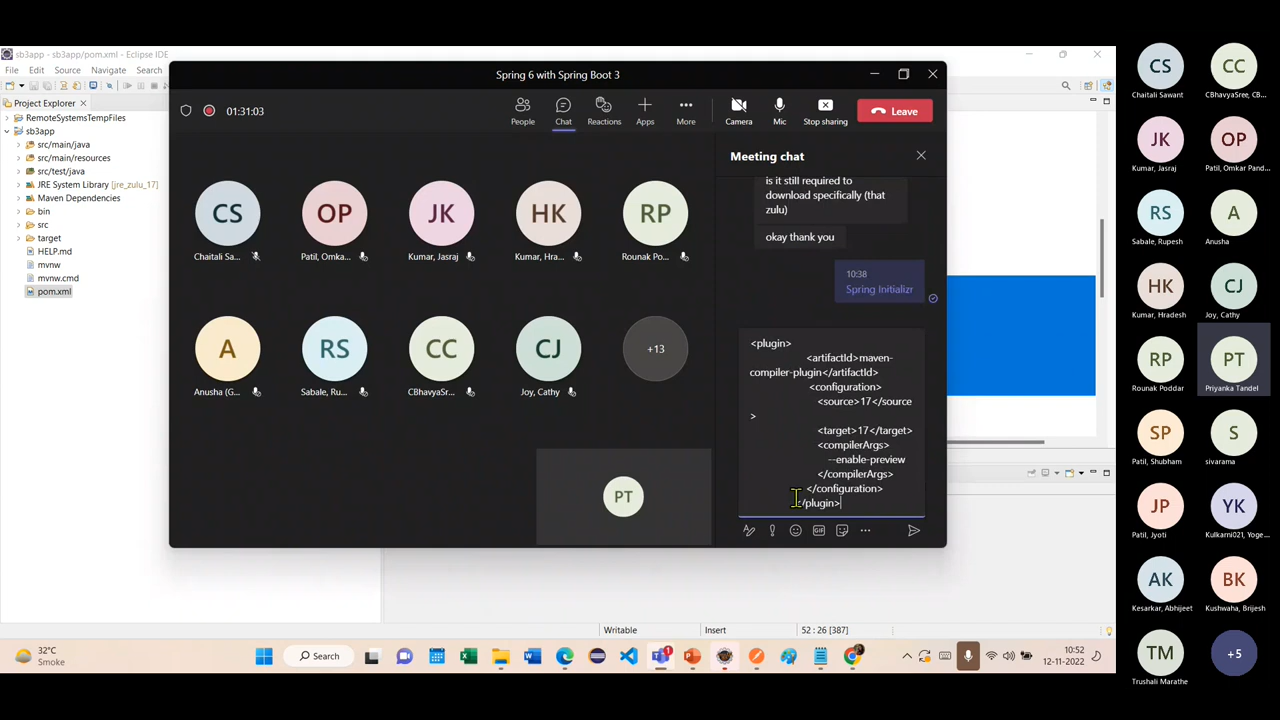 sb3app - sb3app/pom.xml - Eclipse IDE
File Edit Source Navigate Search
Project Explorer
RemoteSystemsTempFiles
sb3app
src/main/java
src/main/resources
src/test/java
JRE System Library [jre_zulu_17]
Maven Dependencies
bin
src
target
HELP.md
mvnw
mvnw.cmd
pom.xml
Spring 6 with Spring Boot 3
01:31:03
People Chat Reactions Apps More Camera Mic Stop sharing Leave
CS OP JK HK RP
Chaitali Sa... Patil, Omka... Kumar, Jasraj Kumar, Hra... Rounak Po...
A RS CC CJ +13
Anusha (G... Sabale, Ru... CBhavyaSr... Joy, Cathy
PT
Meeting chat
is it still required to
download specifically (that
zulu)
okay thank you
10:38
Spring Initializr
<plugin>
<artifactId>maven-
compiler-plugin</artifactId>
<configuration>
<source>17</source
>
<target>17</target>
<compilerArgs>
--enable-preview
</compilerArgs>
</configuration>
/plugin>
GIF
Writable Insert 52 : 26 [387]
32°C
Smoke
Search
1
10:52
12-11-2022
CS CC
Chaitali Sawant CBhavyaSree, CB...
JK OP
Kumar, Jasraj Patil, Omkar Pand...
RS A
Sabale, Rupesh Anusha
HK CJ
Kumar, Hradesh Joy, Cathy
RP PT
Rounak Poddar Priyanka Tandel
SP S
Patil, Shubham sivarama
JP YK
Patil, Jyoti Kulkarni021, Yoge...
AK BK
Kesarkar, Abhijeet Kushwaha, Brijesh
TM +5
Trushali Marathe